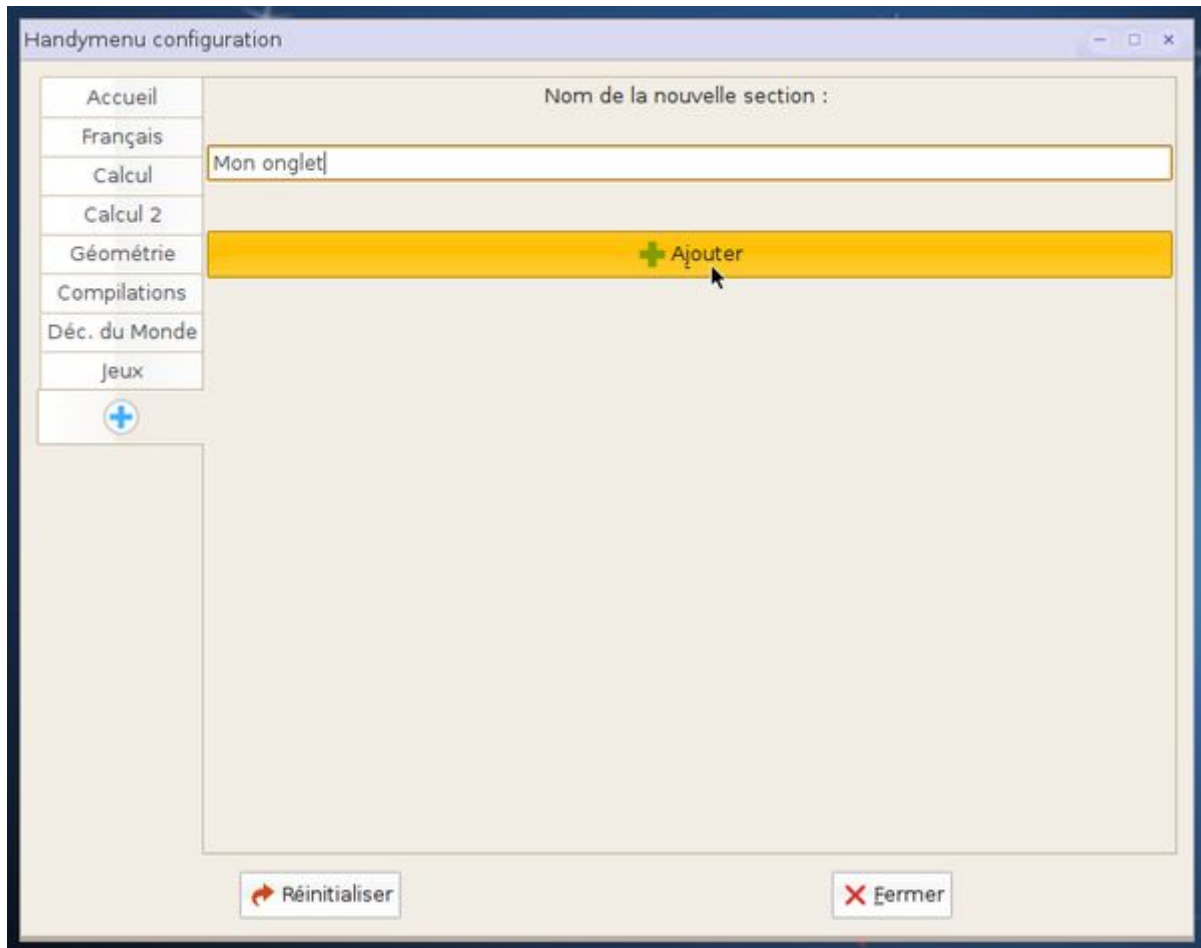 Handymenu configuration
Accueil
Français
Calcul
Calcul 2
Géométrie
Compilations
Déc. du Monde
Jeux
Nom de la nouvelle section :
Mon onglet
Ajouter
Réinitialiser
Fermer